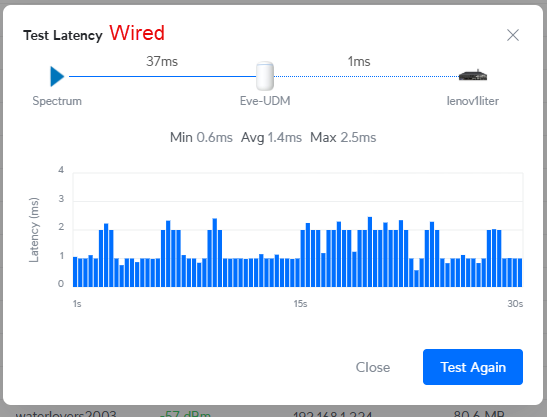 Test Latency Wired
37ms 1ms
Spectrum Eve-UDM lenov1liter
Min 0.6ms Avg 1.4ms Max 2.5ms
4
3
2
1
0
Latency (ms)
1s 15s 30s
Close Test Again
waterlovers2003 -57 dBm 192.168.1.224 80.6 MB